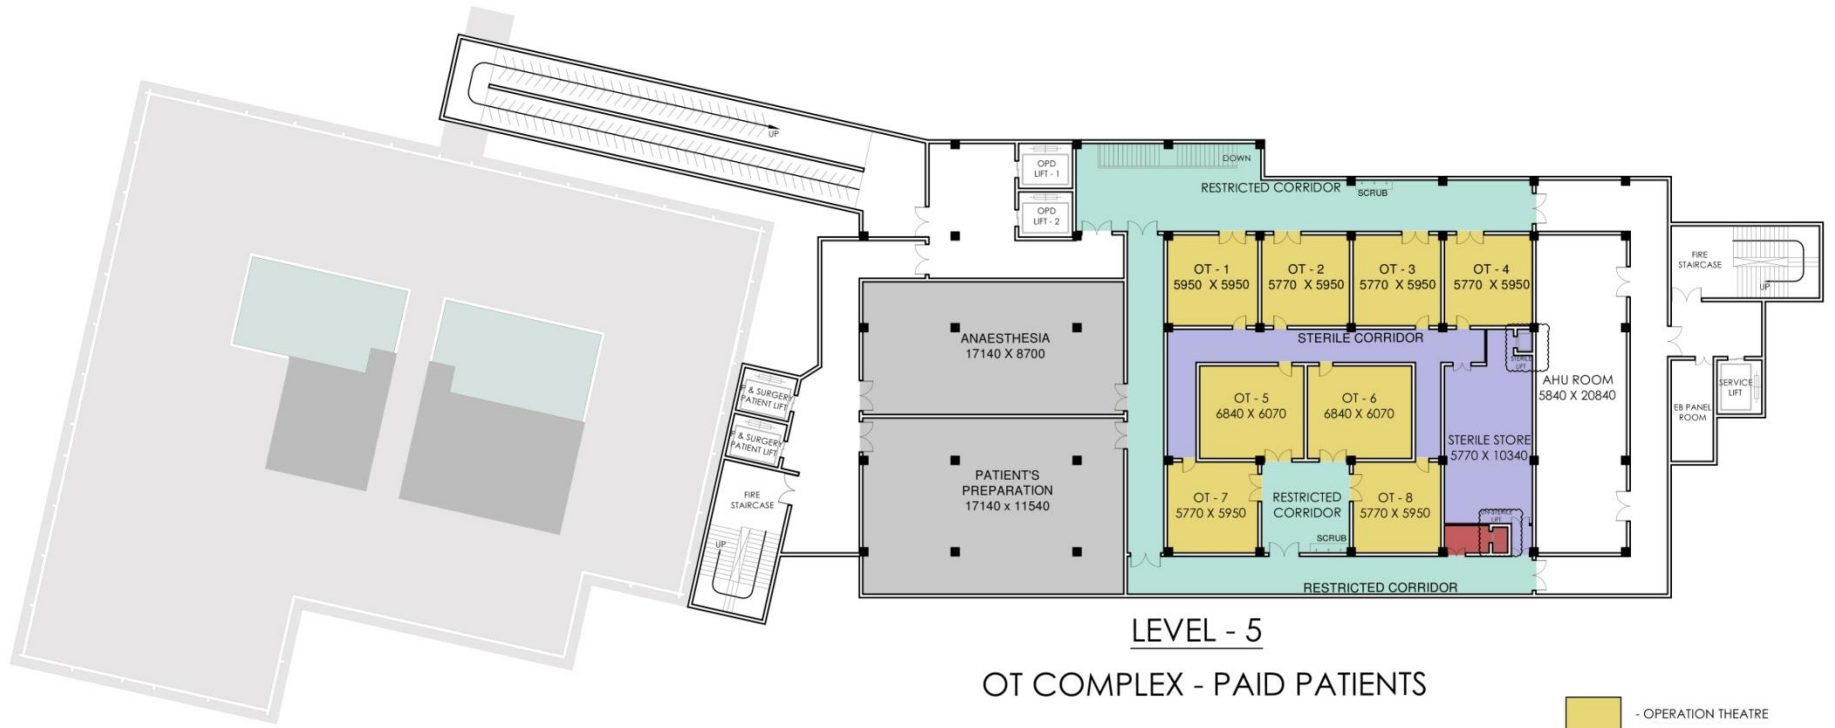 UP
OPD
LIFT - 1
OPD
LIFT - 2
DOWN
RESTRICTED CORRIDOR
SCRUB
FIRE
STAIRCASE
UP
OT - 1
5950 X 5950
OT - 2
5770 X 5950
OT - 3
5770 X 5950
OT - 4
5770 X 5950
ANAESTHESIA
17140 X 8700
STERILE CORRIDOR
STERILE
LIFT
AHU ROOM
5840 X 20840
SERVICE
LIFT
EB PANEL
ROOM
P & SURGERY
PATIENT LIFT
P & SURGERY
PATIENT LIFT
OT - 5
6840 X 6070
OT - 6
6840 X 6070
STERILE STORE
5770 X 10340
PATIENT'S
PREPARATION
17140 x 11540
FIRE
STAIRCASE
UP
OT - 7
5770 X 5950
RESTRICTED
CORRIDOR
OT - 8
5770 X 5950
LIFT
SCRUB
RESTRICTED CORRIDOR
LEVEL - 5
OT COMPLEX - PAID PATIENTS
- OPERATION THEATRE